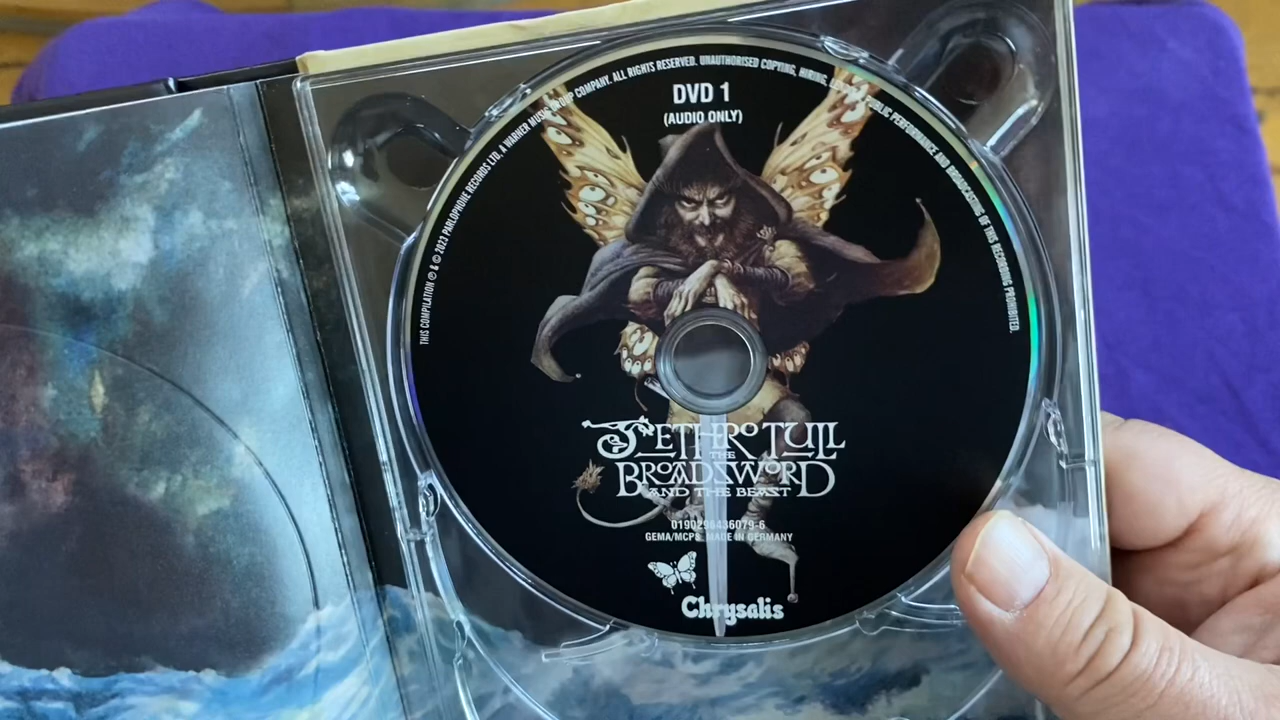 THIS COMPILATION ℗ & © 2023 PARLOPHONE RECORDS LTD, A WARNER MUSIC GROUP COMPANY. ALL RIGHTS RESERVED. UNAUTHORISED COPYING, HIRING, LENDING, PUBLIC PERFORMANCE AND BROADCASTING OF THIS RECORDING PROHIBITED.
DVD 1
(AUDIO ONLY)
JETHRO TULL
THE
BROADSWORD
AND THE BEAST
0190296436079-6
GEMA/MCPS MADE IN GERMANY
Chrysalis